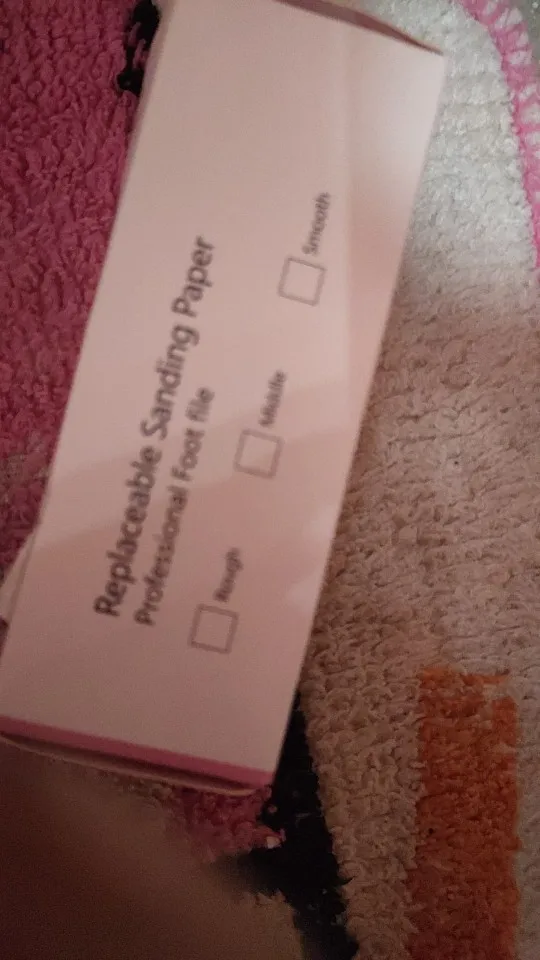 Replaceable Sanding Paper
Professional Foot file
Rough
Middle
Smooth